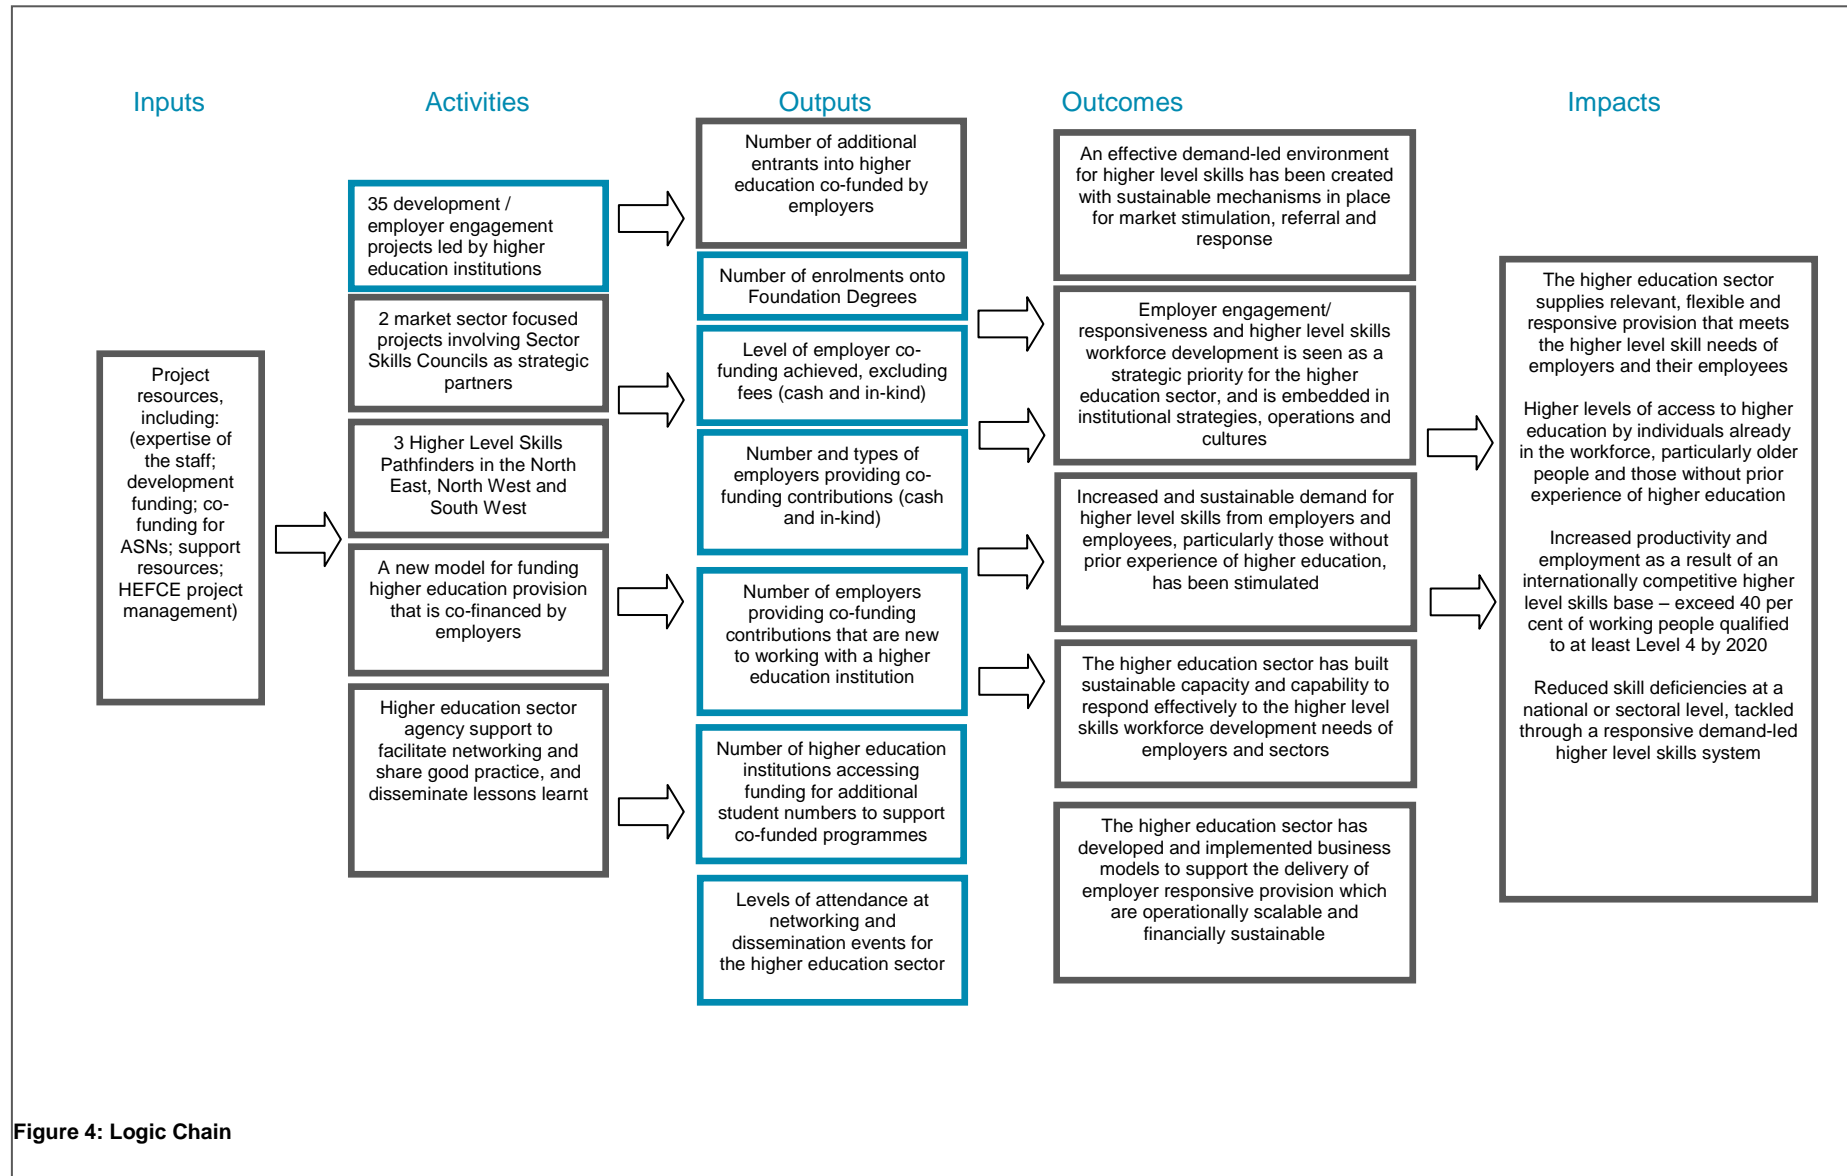 Inputs
Activities
Outputs
Outcomes
Impacts
Project
resources,
including:
(expertise of
the staff;
development
funding; co-
funding for
ASNs; support
resources;
HEFCE project
management)
35 development /
employer engagement
projects led by higher
education institutions
2 market sector focused
projects involving Sector
Skills Councils as strategic
partners
3 Higher Level Skills
Pathfinders in the North
East, North West and
South West
A new model for funding
higher education provision
that is co-financed by
employers
Higher education sector
agency support to
facilitate networking and
share good practice, and
disseminate lessons learnt
Number of additional
entrants into higher
education co-funded by
employers
Number of enrolments onto
Foundation Degrees
Level of employer co-
funding achieved, excluding
fees (cash and in-kind)
Number and types of
employers providing co-
funding contributions (cash
and in-kind)
Number of employers
providing co-funding
contributions that are new
to working with a higher
education institution
Number of higher education
institutions accessing
funding for additional
student numbers to support
co-funded programmes
Levels of attendance at
networking and
dissemination events for
the higher education sector
An effective demand-led environment
for higher level skills has been created
with sustainable mechanisms in place
for market stimulation, referral and
response
Employer engagement/
responsiveness and higher level skills
workforce development is seen as a
strategic priority for the higher
education sector, and is embedded in
institutional strategies, operations and
cultures
Increased and sustainable demand for
higher level skills from employers and
employees, particularly those without
prior experience of higher education,
has been stimulated
The higher education sector has built
sustainable capacity and capability to
respond effectively to the higher level
skills workforce development needs of
employers and sectors
The higher education sector has
developed and implemented business
models to support the delivery of
employer responsive provision which
are operationally scalable and
financially sustainable
The higher education sector
supplies relevant, flexible and
responsive provision that meets
the higher level skill needs of
employers and their employees
Higher levels of access to higher
education by individuals already
in the workforce, particularly older
people and those without prior
experience of higher education
Increased productivity and
employment as a result of an
internationally competitive higher
level skills base – exceed 40 per
cent of working people qualified
to at least Level 4 by 2020
Reduced skill deficiencies at a
national or sectoral level, tackled
through a responsive demand-led
higher level skills system
Figure 4: Logic Chain